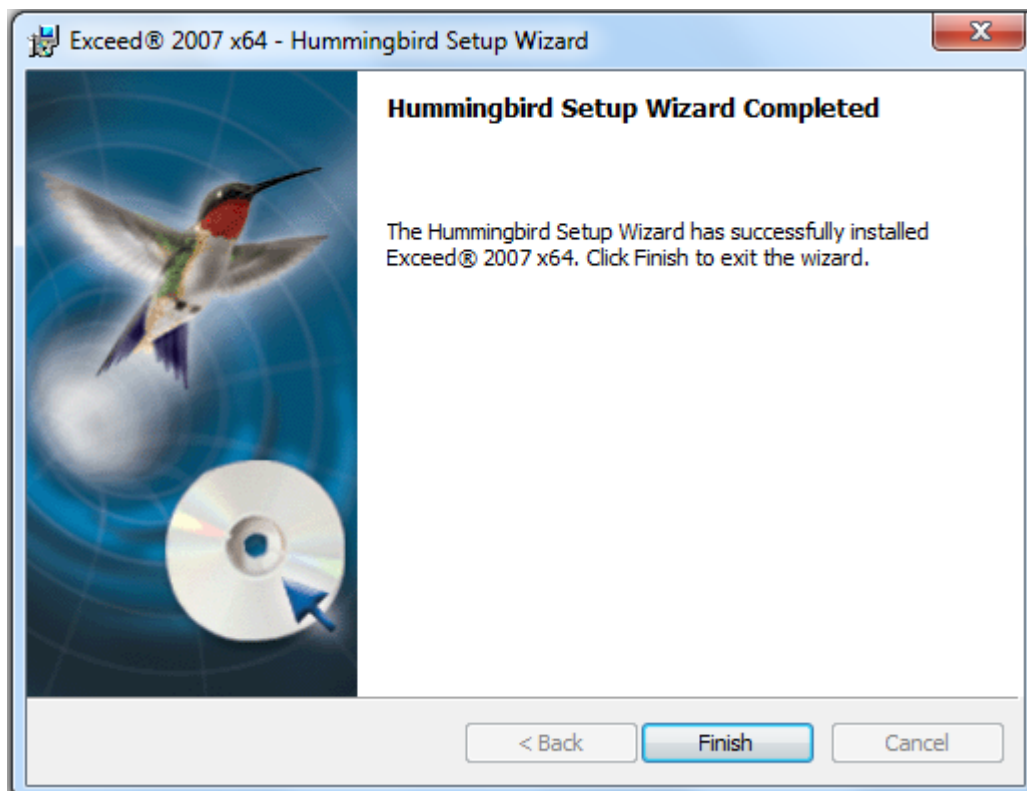 Exceed® 2007 x64 - Hummingbird Setup Wizard
x
Hummingbird Setup Wizard Completed
The Hummingbird Setup Wizard has successfully installed
Exceed® 2007 x64. Click Finish to exit the wizard.
< Back Finish Cancel